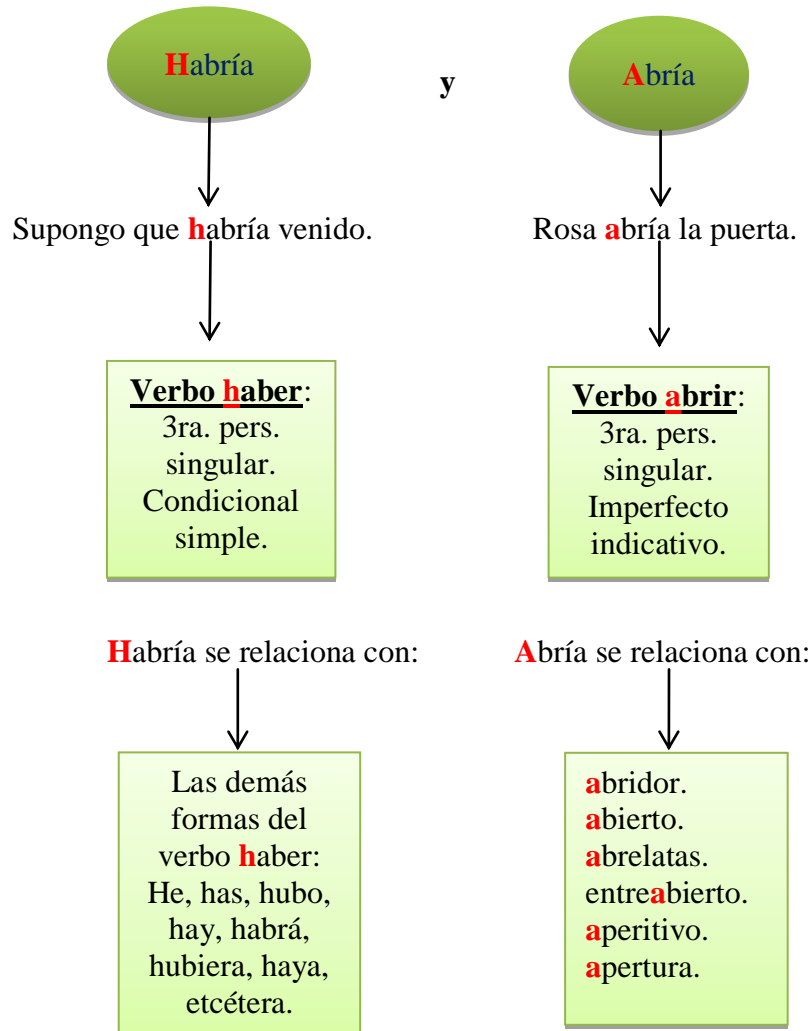 Habría
y
Abría
Supongo que habría venido.
Rosa abría la puerta.
Verbo haber:
3ra. pers.
singular.
Condicional
simple.
Verbo abrir:
3ra. pers.
singular.
Imperfecto
indicativo.
Habría se relaciona con:
Abría se relaciona con:
Las demás
formas del
verbo haber:
He, has, hubo,
hay, habrá,
hubiera, haya,
etcétera.
abridor.
abierto.
abrelatas.
entreabierto.
aperitivo.
apertura.